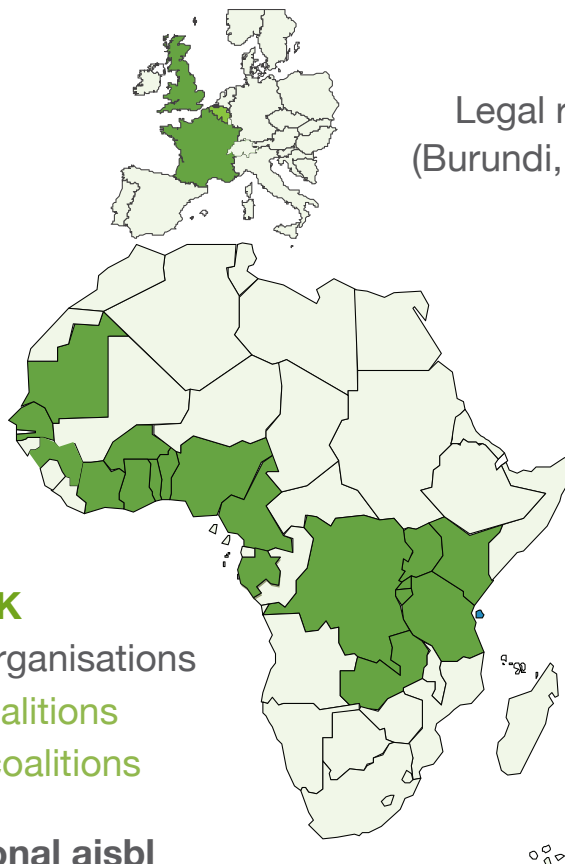 Legal r
(Burundi,
K
rganisations
alitions
coalitions
onal aisbl